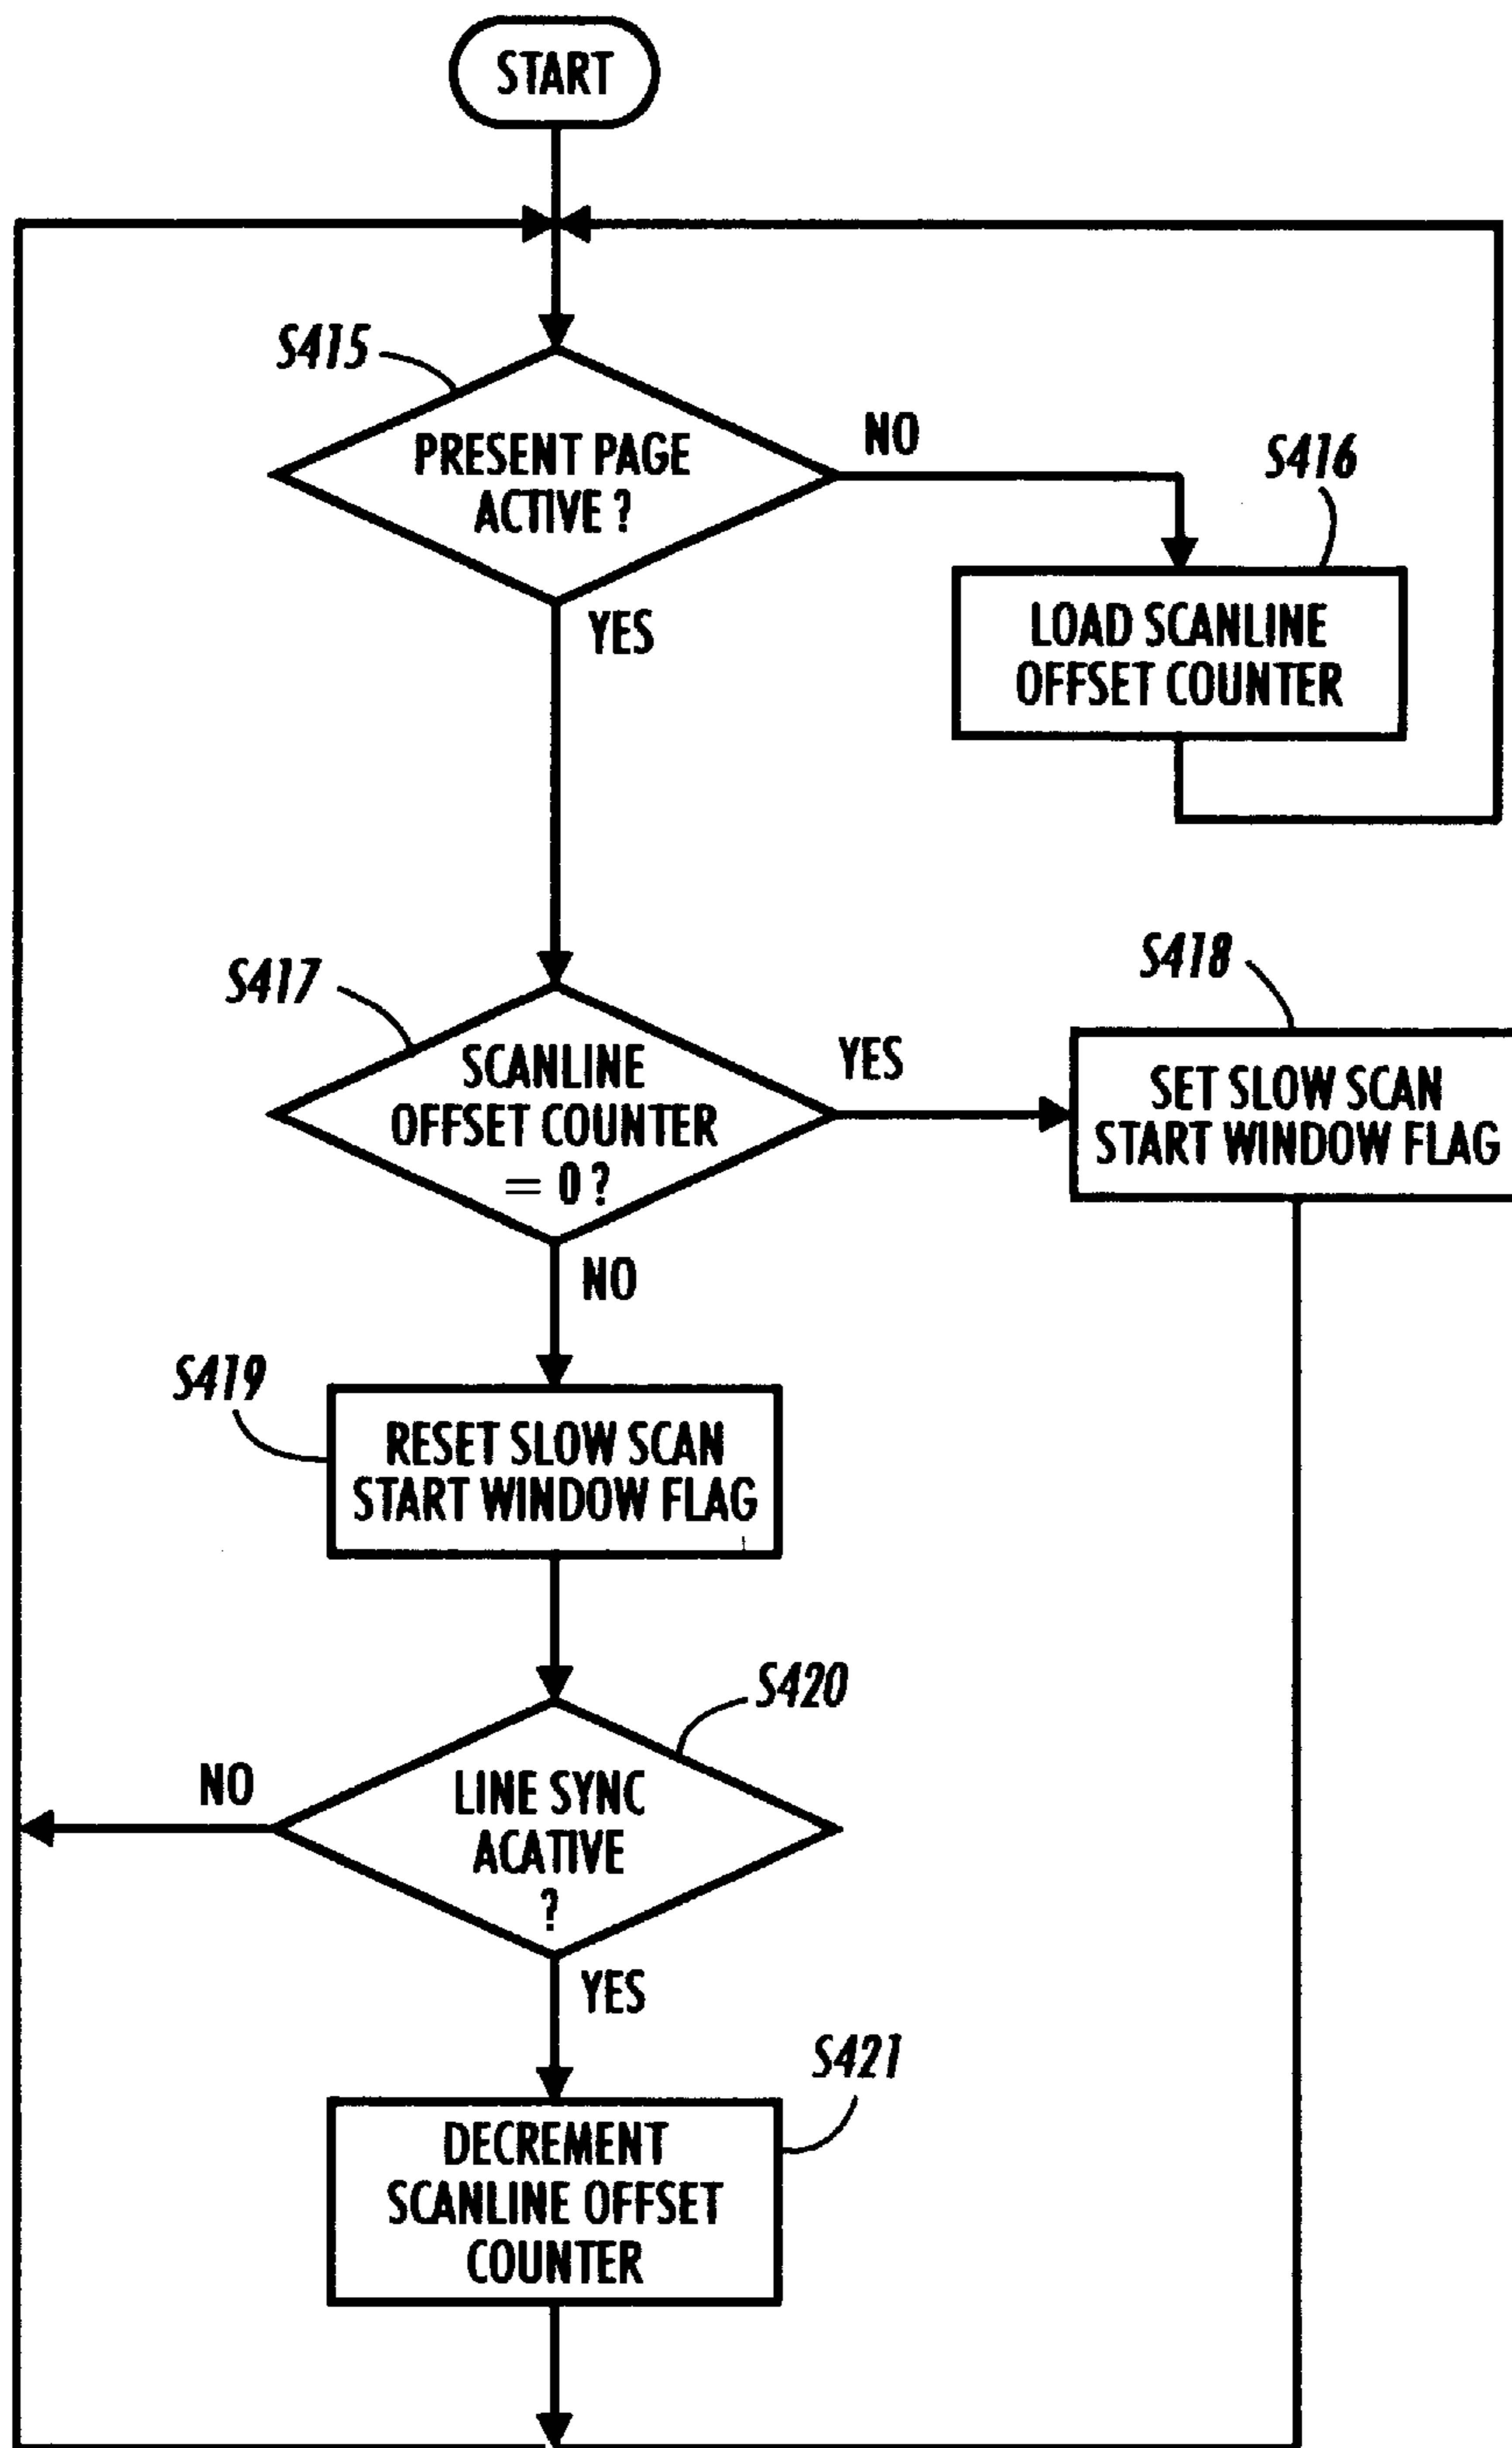 START
S415
PRESENT PAGE
ACTIVE ?
NO
YES
S416
LOAD SCANLINE
OFFSET COUNTER
S417
SCANLINE
OFFSET COUNTER
= 0 ?
YES
NO
S418
SET SLOW SCAN
START WINDOW FLAG
S419
RESET SLOW SCAN
START WINDOW FLAG
S420
LINE SYNC
ACATIVE
?
NO
YES
S421
DECREMENT
SCANLINE OFFSET
COUNTER